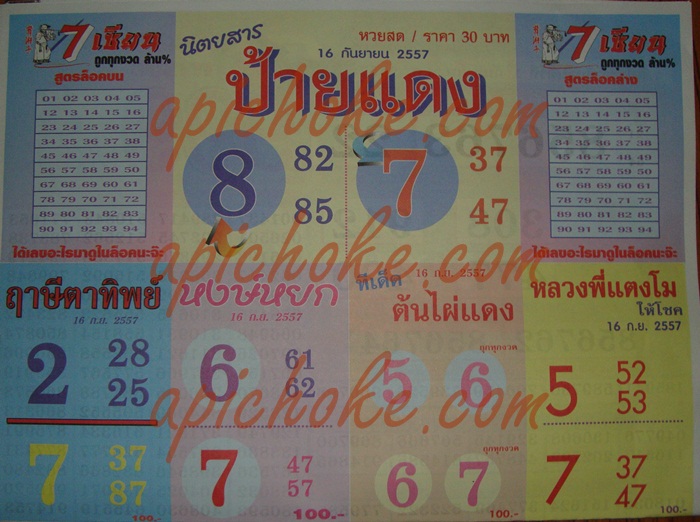 7 เซียน
ถูกทุกงวด ล้าน%
สูตรล็อคบน
01 02 03 04 05
12 13 14 15 16
23 24 25 26 27
34 35 36 37 38
45 46 47 48 49
56 57 58 59 50
67 68 69 60 61
78 79 70 71 72
89 80 81 82 83
90 91 92 93 94
ได้เลขอะไรมาดูในล็อคนะจ๊ะ
นิตยสาร
หวยสด / ราคา 30 บาท
16 กันยายน 2557
ป้ายแดง
8 82 85
7 37 47
7 เซียน
ถูกทุกงวด ล้าน%
สูตรล็อคล่าง
01 02 03 04 05
12 13 14 15 16
23 24 25 26 27
34 35 36 37 38
45 46 47 48 49
56 57 58 59 50
67 68 69 60 61
78 79 70 71 72
89 80 81 82 83
90 91 92 93 94
ได้เลขอะไรมาดูในล็อคนะจ๊ะ
apichoke.com
apichoke.com
apichoke.com
ฤาษีตาทิพย์
16 ก.ย. 2557
2 28 25
7 37 87
100.-
หงษ์หยก
16 ก.ย. 2557
6 61 62
7 47 57
100.-
ทีเด็ด
16 ก.ย. 2557
ต้นไผ่แดง
ถูกทุกงวด
5 6
ถูกทุกงวด
6 7
100.-
หลวงพี่แตงโม
ให้โชค
16 ก.ย. 2557
5 52 53
7 37 47
100.-